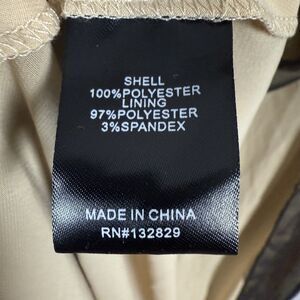 SHELL
100%POLYESTER
LINING
97%POLYESTER
3%SPANDEX
MADE IN CHINA
RN#132829